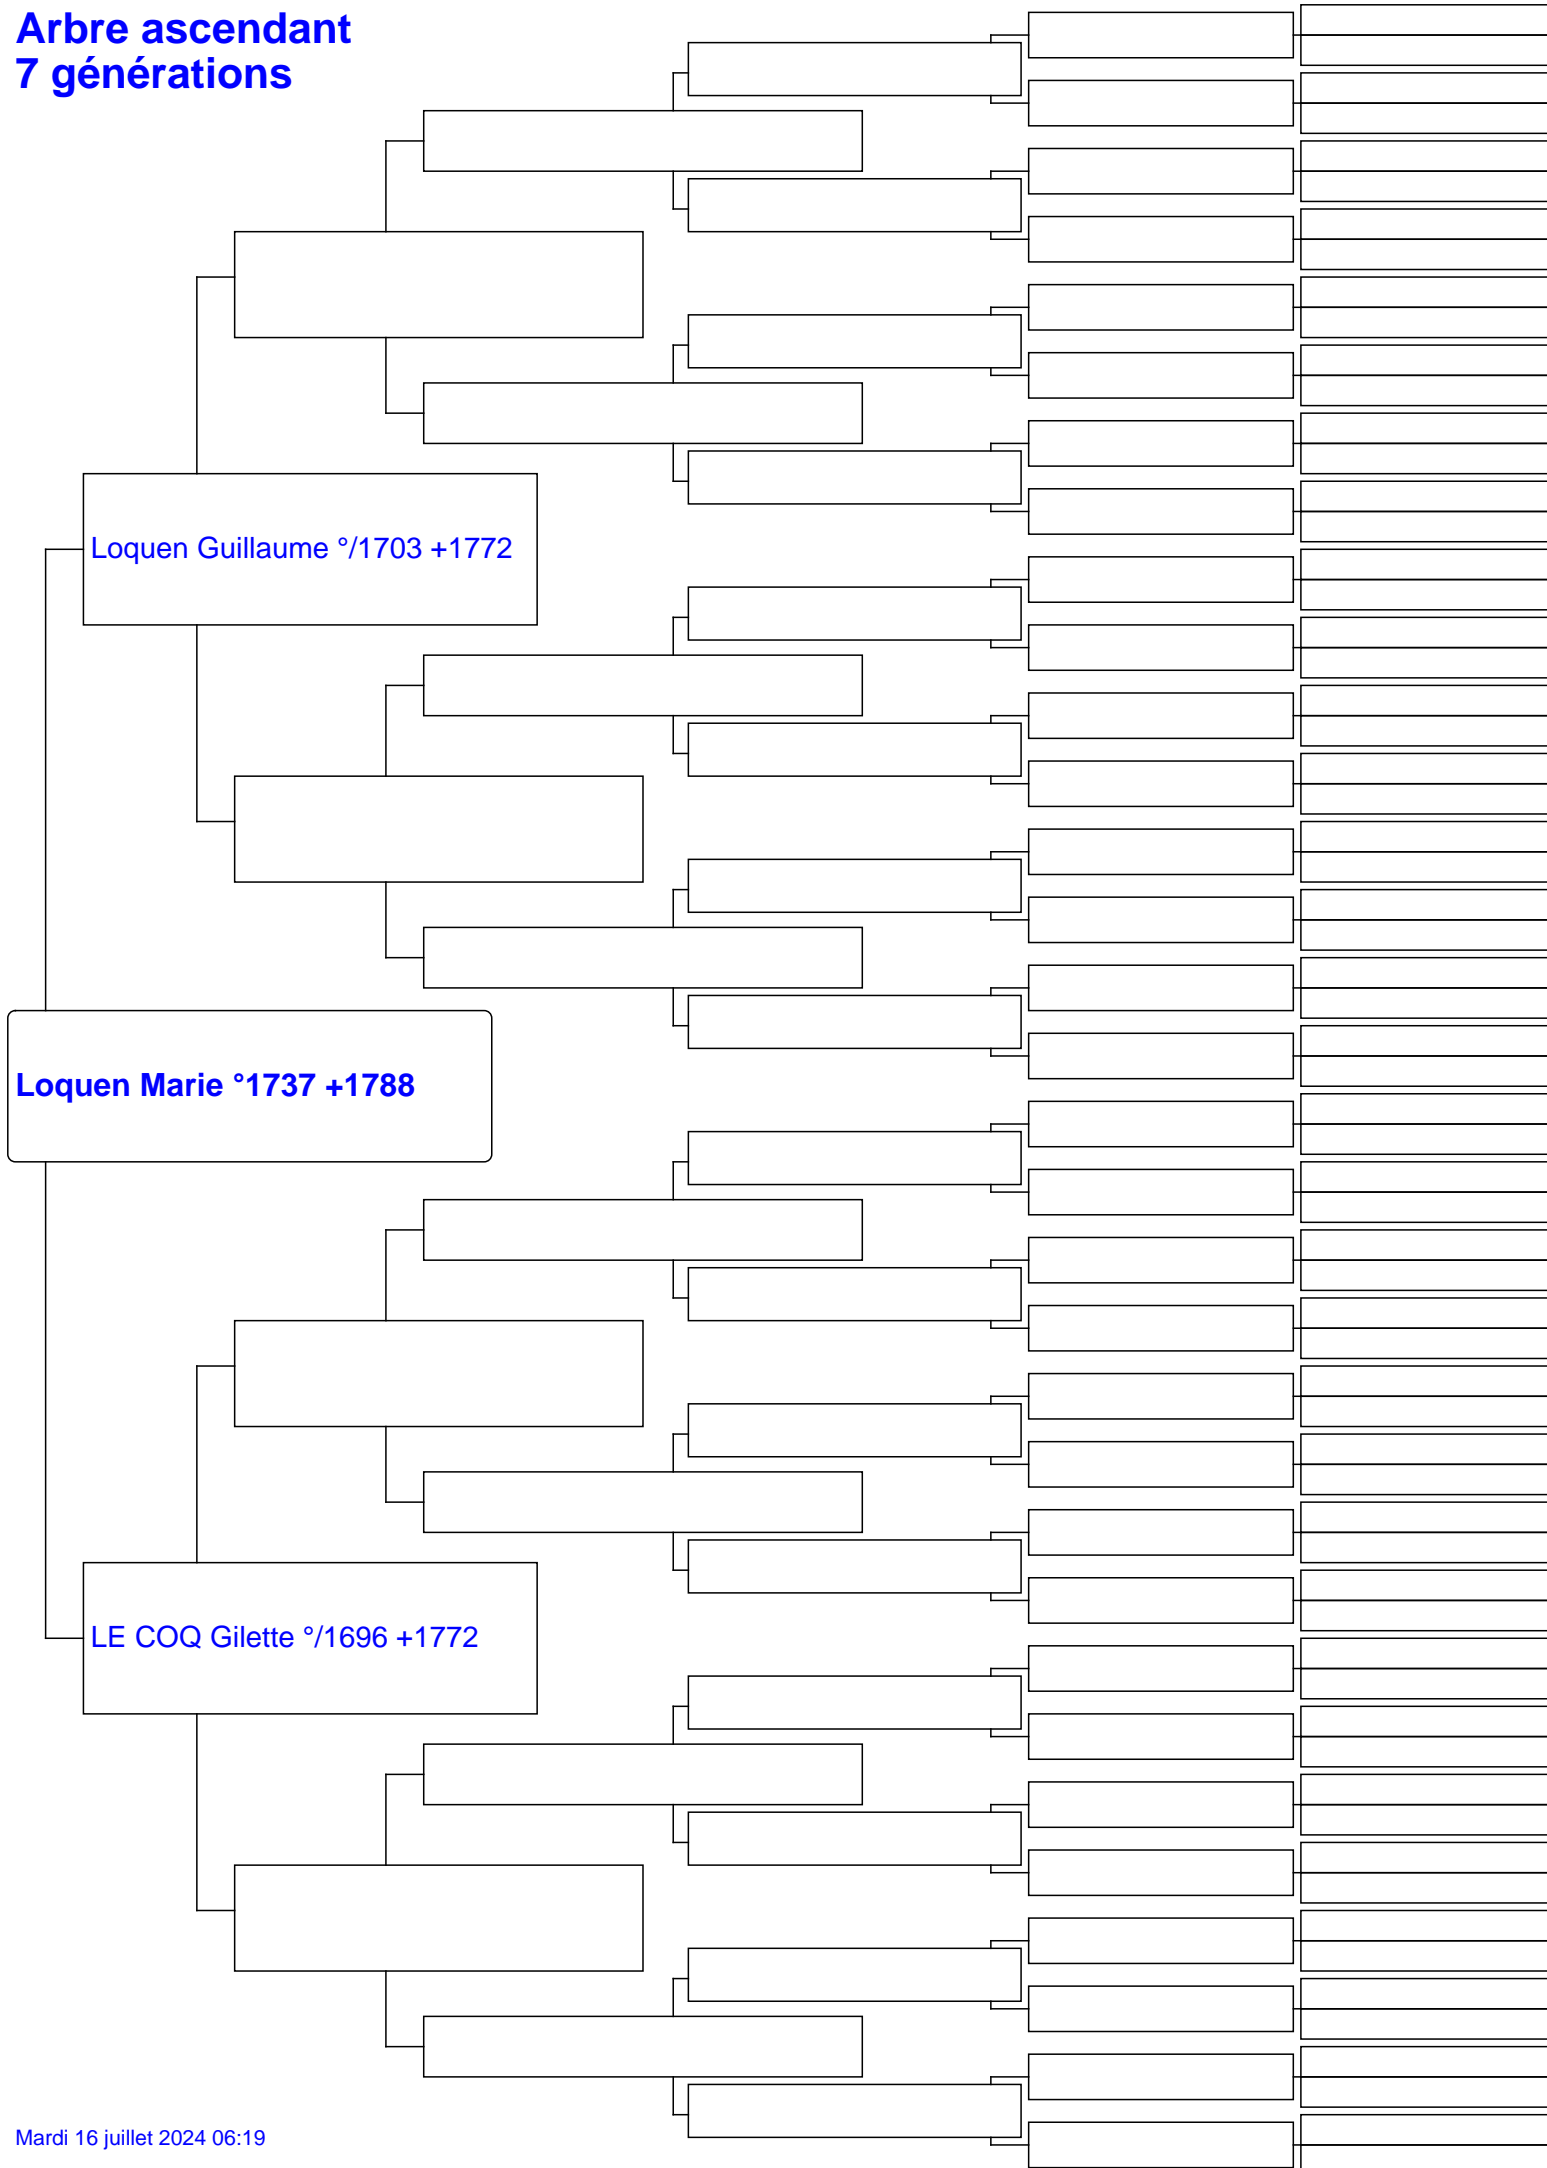 Arbre ascendant
7 générations
Loquen Guillaume °/1703 +1772
Loquen Marie °1737 +1788
LE COQ Gilette °/1696 +1772
Mardi 16 juillet 2024 06:19